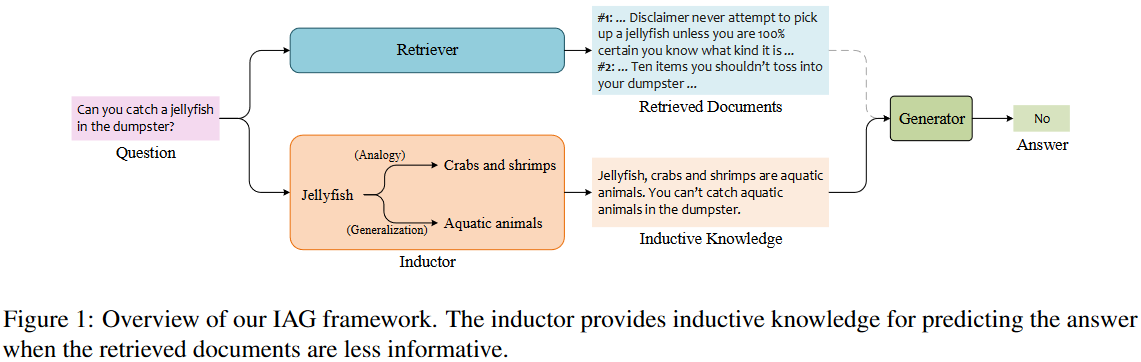 Can you catch a jellyfish
in the dumpster?
Question
Retriever
#1: ... Disclaimer never attempt to pick
up a jellyfish unless you are 100%
certain you know what kind it is ...
#2: ... Ten items you shouldn't toss into
your dumpster ...
Retrieved Documents
Jellyfish
(Analogy)
Crabs and shrimps
(Generalization)
Aquatic animals
Inductor
Jellyfish, crabs and shrimps are aquatic
animals. You can't catch aquatic
animals in the dumpster.
Inductive Knowledge
Generator
No
Answer
Figure 1: Overview of our IAG framework. The inductor provides inductive knowledge for predicting the answer
when the retrieved documents are less informative.